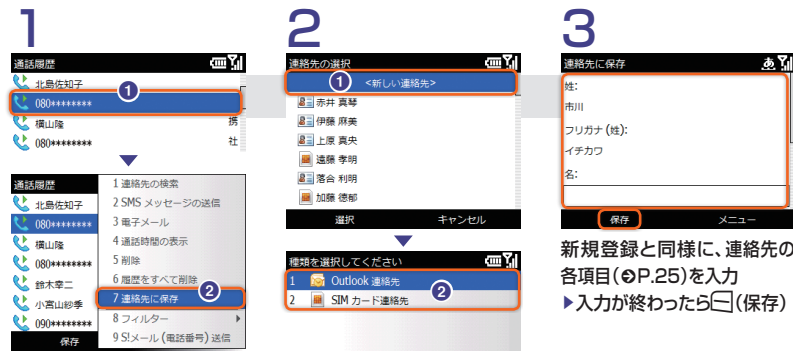 1
通話履歴
北島佐知子
080********
1
横山隆
携
080********
社
通話履歴
北島佐知子
080********
横山隆
080********
鈴木幸二
小宮山紗季
090********
保存
1 連絡先の検索
2 SMS メッセージの送信
3 電子メール
4 通話時間の表示
5 削除
6 履歴をすべて削除
7 連絡先に保存
2
8 フィルター
9 S!メール (電話番号) 送信
2
連絡先の選択
1
<新しい連絡先>
赤井 真琴
伊藤 麻美
上原 真央
遠藤 孝明
落合 利明
加藤 徳郁
選択
キャンセル
種類を選択してください
1 Outlook 連絡先
2 SIM カード連絡先
2
3
連絡先に保存
あ
姓:
市川
フリガナ (姓):
イチカワ
名:
保存
メニュー
新規登録と同様に、連絡先の
各項目(P.25)を入力
▶入力が終わったら(保存)